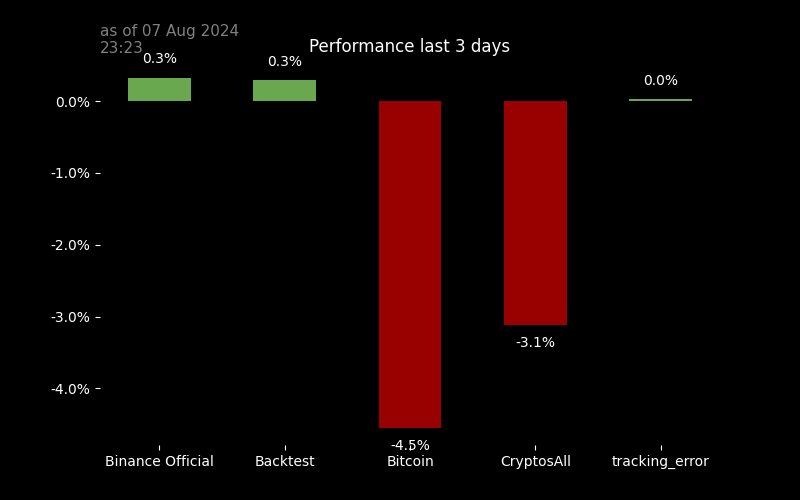 as of 07 Aug 2024
23:23
Performance last 3 days
0.3%
0.3%
0.0%
0.0%
-1.0%
-2.0%
-3.0%
-4.0%
-3.1%
-4.5%
Binance Official
Backtest
Bitcoin
CryptosAll
tracking_error